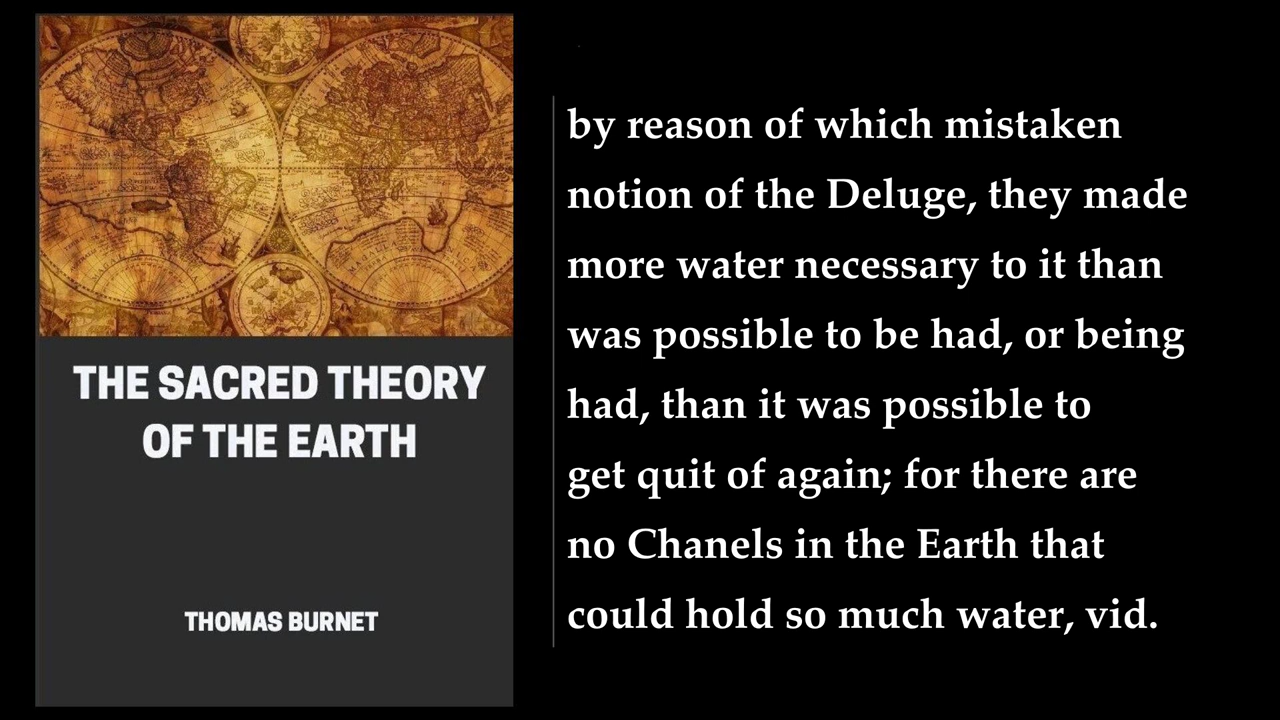 THE SACRED THEORY
OF THE EARTH
THOMAS BURNET
by reason of which mistaken
notion of the Deluge, they made
more water necessary to it than
was possible to be had, or being
had, than it was possible to
get quit of again; for there are
no Chanels in the Earth that
could hold so much water, vid.